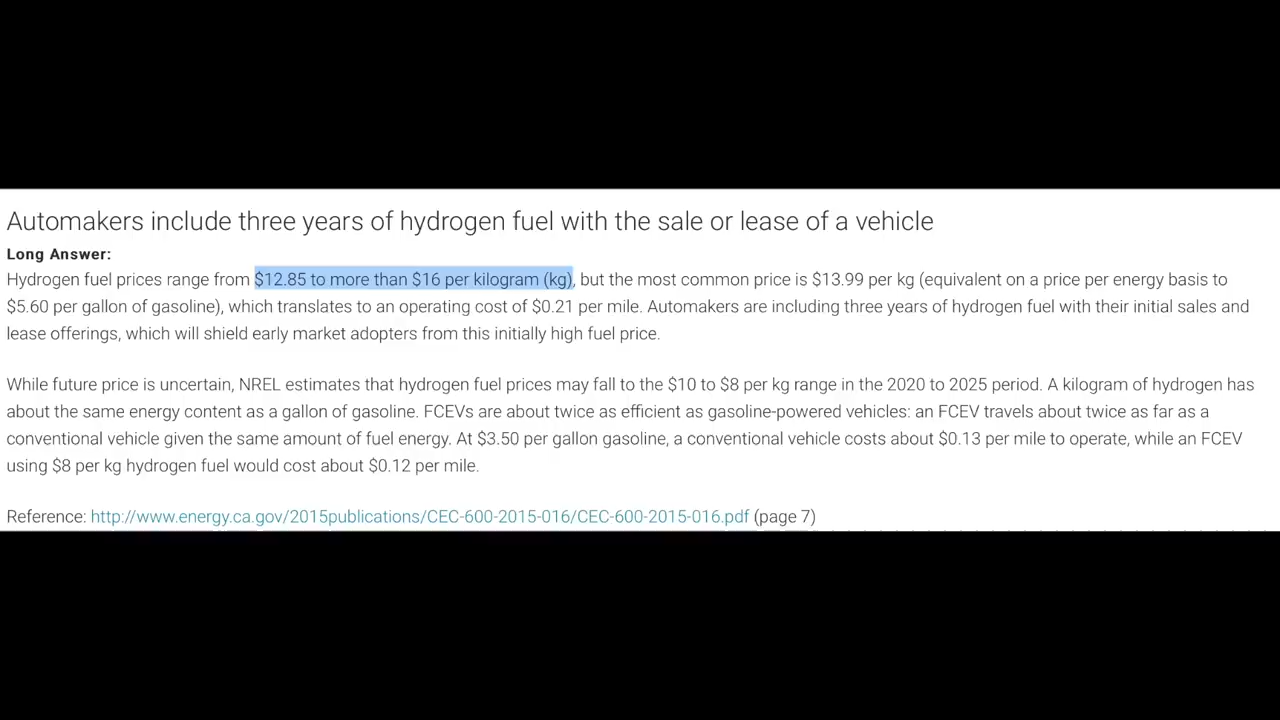 Automakers include three years of hydrogen fuel with the sale or lease of a vehicle
Long Answer:
Hydrogen fuel prices range from $12.85 to more than $16 per kilogram (kg), but the most common price is $13.99 per kg (equivalent on a price per energy basis to
$5.60 per gallon of gasoline), which translates to an operating cost of $0.21 per mile. Automakers are including three years of hydrogen fuel with their initial sales and
lease offerings, which will shield early market adopters from this initially high fuel price.
While future price is uncertain, NREL estimates that hydrogen fuel prices may fall to the $10 to $8 per kg range in the 2020 to 2025 period. A kilogram of hydrogen has
about the same energy content as a gallon of gasoline. FCEVs are about twice as efficient as gasoline-powered vehicles: an FCEV travels about twice as far as a
conventional vehicle given the same amount of fuel energy. At $3.50 per gallon gasoline, a conventional vehicle costs about $0.13 per mile to operate, while an FCEV
using $8 per kg hydrogen fuel would cost about $0.12 per mile.
Reference: http://www.energy.ca.gov/2015publications/CEC-600-2015-016/CEC-600-2015-016.pdf (page 7)